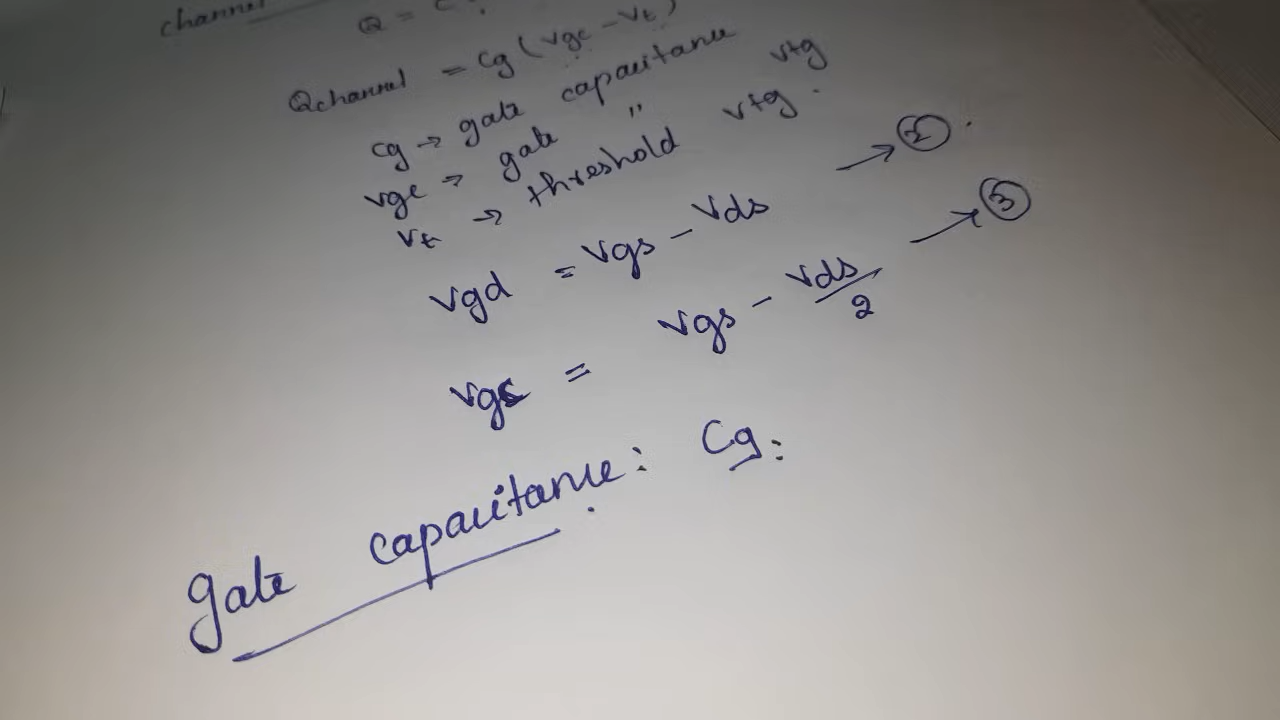 channel
Q = C
Qchannel = Cg (Vgc - Vt)
Cg → gate capacitance
Vgc → gate " Vtg
Vt → threshold Vtg.
Vgd = Vgs - Vds → ②.
Vgc = Vgs - Vds/2 → ③
Gate capacitance: Cg: